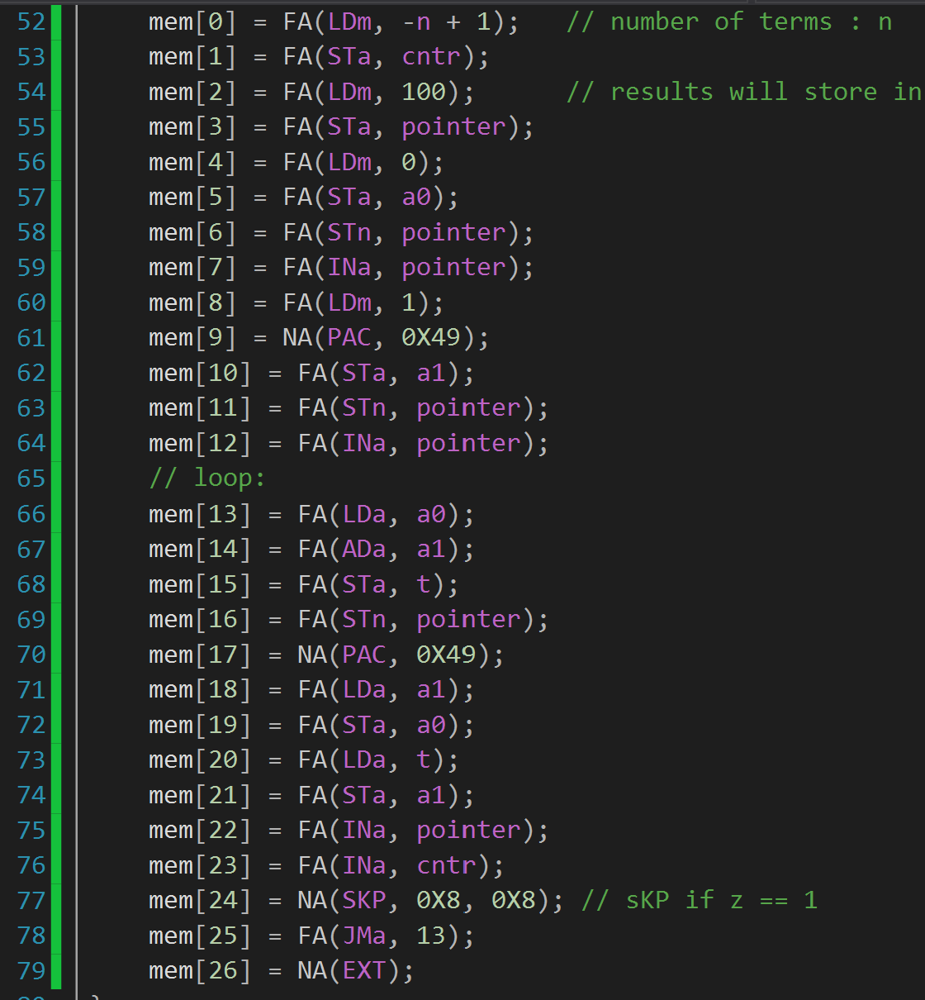 52 mem[0] = FA(LDm, -n + 1); // number of terms : n
53 mem[1] = FA(STa, cntr);
54 mem[2] = FA(LDm, 100); // results will store in
55 mem[3] = FA(STa, pointer);
56 mem[4] = FA(LDm, 0);
57 mem[5] = FA(STa, a0);
58 mem[6] = FA(STn, pointer);
59 mem[7] = FA(INa, pointer);
60 mem[8] = FA(LDm, 1);
61 mem[9] = NA(PAC, 0X49);
62 mem[10] = FA(STa, a1);
63 mem[11] = FA(STn, pointer);
64 mem[12] = FA(INa, pointer);
65 // loop:
66 mem[13] = FA(LDa, a0);
67 mem[14] = FA(ADa, a1);
68 mem[15] = FA(STa, t);
69 mem[16] = FA(STn, pointer);
70 mem[17] = NA(PAC, 0X49);
71 mem[18] = FA(LDa, a1);
72 mem[19] = FA(STa, a0);
73 mem[20] = FA(LDa, t);
74 mem[21] = FA(STa, a1);
75 mem[22] = FA(INa, pointer);
76 mem[23] = FA(INa, cntr);
77 mem[24] = NA(SKP, 0X8, 0X8); // sKP if z == 1
78 mem[25] = FA(JMa, 13);
79 mem[26] = NA(EXT);